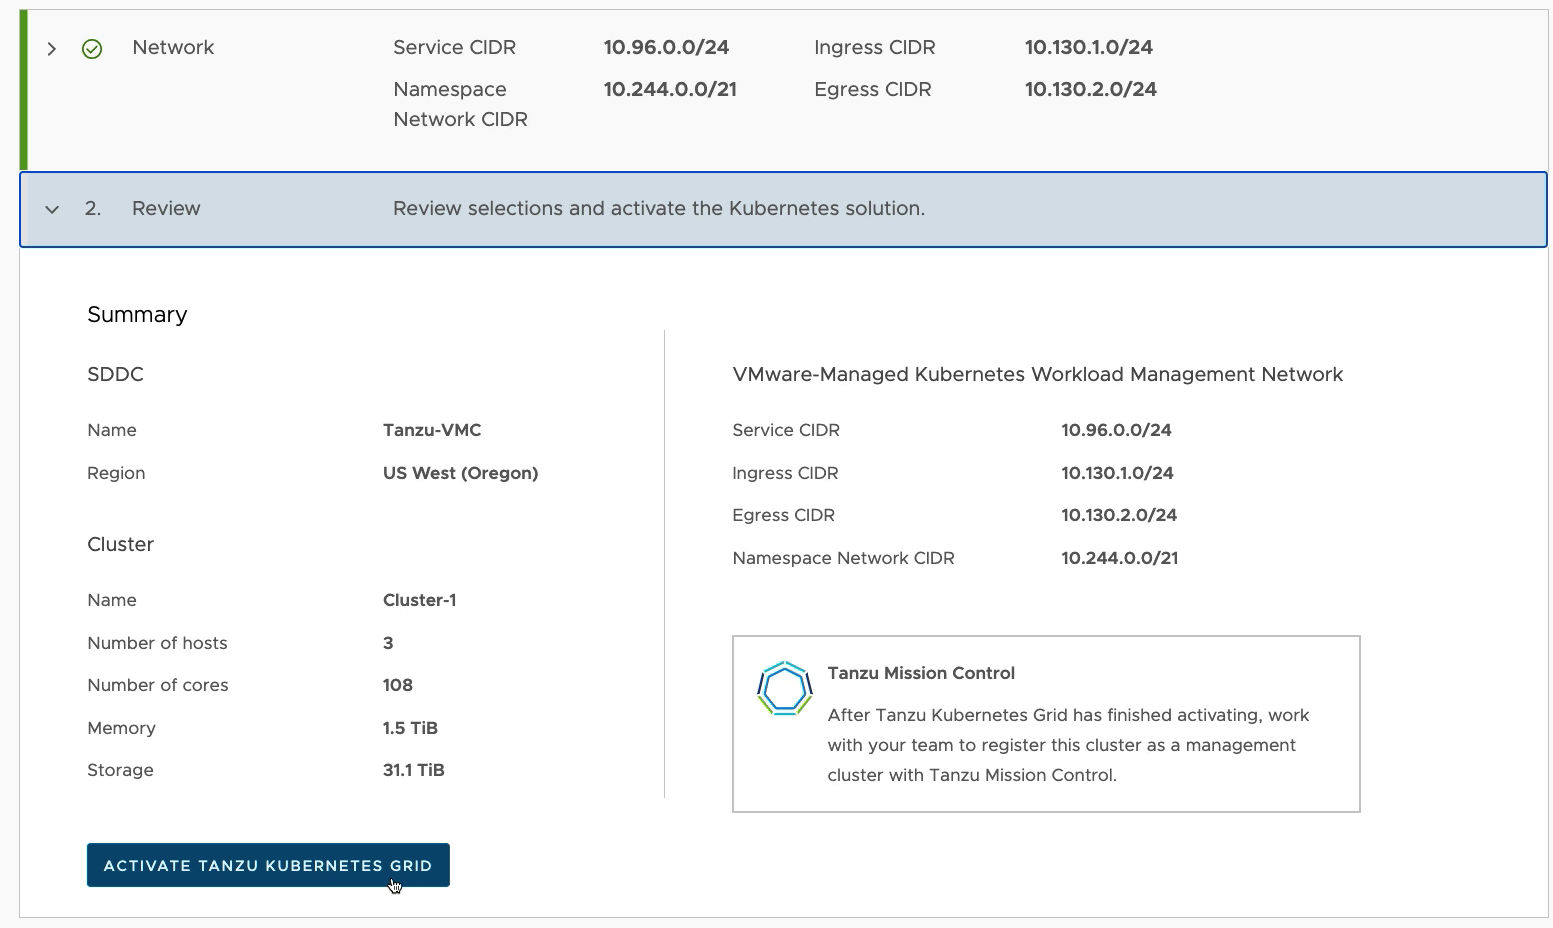 Network
Service CIDR 10.96.0.0/24 Ingress CIDR 10.130.1.0/24
Namespace Network CIDR 10.244.0.0/21 Egress CIDR 10.130.2.0/24
2. Review Review selections and activate the Kubernetes solution.
Summary
SDDC
Name Tanzu-VMC
Region US West (Oregon)
Cluster
Name Cluster-1
Number of hosts 3
Number of cores 108
Memory 1.5 TiB
Storage 31.1 TiB
VMware-Managed Kubernetes Workload Management Network
Service CIDR 10.96.0.0/24
Ingress CIDR 10.130.1.0/24
Egress CIDR 10.130.2.0/24
Namespace Network CIDR 10.244.0.0/21
Tanzu Mission Control
After Tanzu Kubernetes Grid has finished activating, work
with your team to register this cluster as a management
cluster with Tanzu Mission Control.
ACTIVATE TANZU KUBERNETES GRID